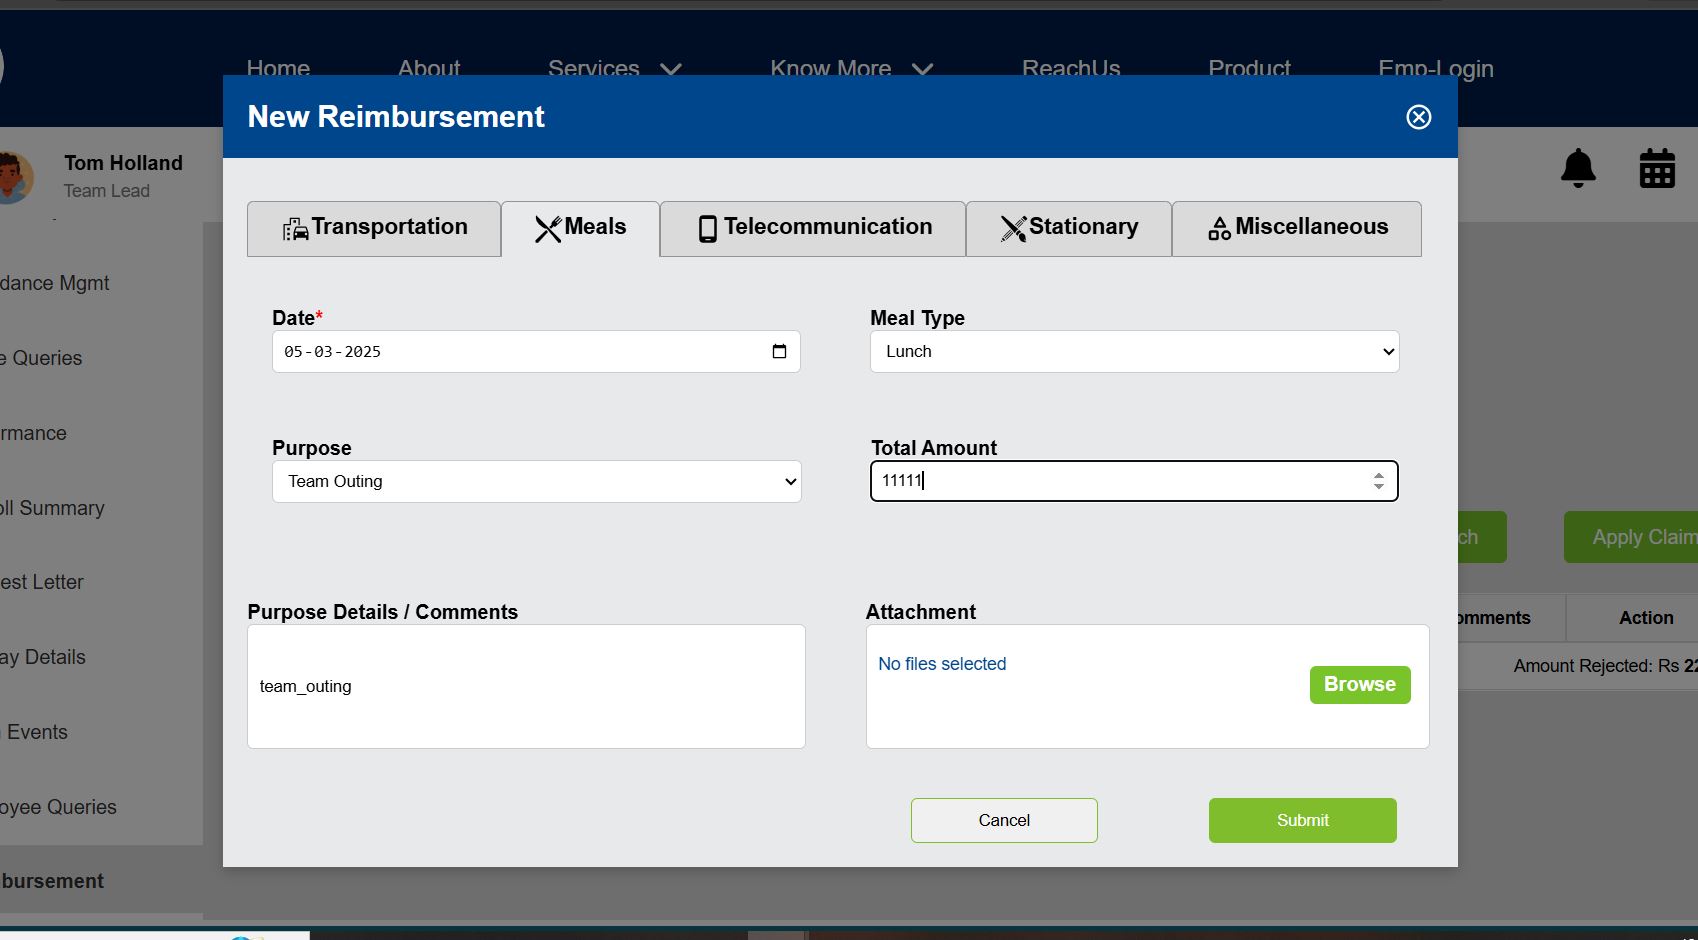 Home About Services Know More ReachUs Product Emp-Login
New Reimbursement
Tom Holland
Team Lead
Transportation Meals Telecommunication Stationary Miscellaneous
dance Mgmt
e Queries
rmance
oll Summary
est Letter
ay Details
Events
oyee Queries
bursement
Date* Meal Type
05-03-2025 Lunch
Purpose Total Amount
Team Outing 11111
ch Apply Claim
Purpose Details / Comments Attachment
omments Action
team_outing No files selected
Browse
Amount Rejected: Rs 22
Cancel Submit